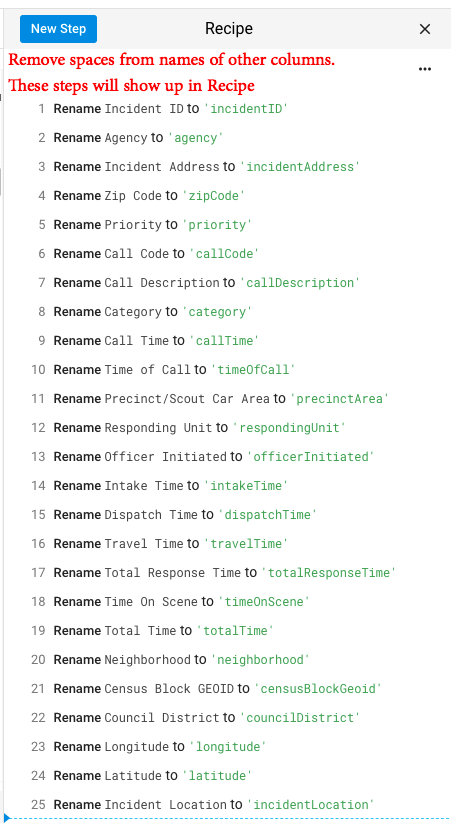 New Step
Recipe
Remove spaces from names of other columns.
These steps will show up in Recipe
1 Rename Incident ID to 'incidentID'
2 Rename Agency to 'agency'
3 Rename Incident Address to 'incidentAddress'
4 Rename Zip Code to 'zipCode'
5 Rename Priority to 'priority'
6 Rename Call Code to 'callCode'
7 Rename Call Description to 'callDescription'
8 Rename Category to 'category'
9 Rename Call Time to 'callTime'
10 Rename Time of Call to 'timeOfCall'
11 Rename Precinct/Scout Car Area to 'precinctArea'
12 Rename Responding Unit to 'respondingUnit'
13 Rename Officer Initiated to 'officerInitiated'
14 Rename Intake Time to 'intakeTime'
15 Rename Dispatch Time to 'dispatchTime'
16 Rename Travel Time to 'travelTime'
17 Rename Total Response Time to 'totalResponseTime'
18 Rename Time On Scene to 'timeOnScene'
19 Rename Total Time to 'totalTime'
20 Rename Neighborhood to 'neighborhood'
21 Rename Census Block GEOID to 'censusBlockGeoid'
22 Rename Council District to 'councilDistrict'
23 Rename Longitude to 'longitude'
24 Rename Latitude to 'latitude'
25 Rename Incident Location to 'incidentLocation'